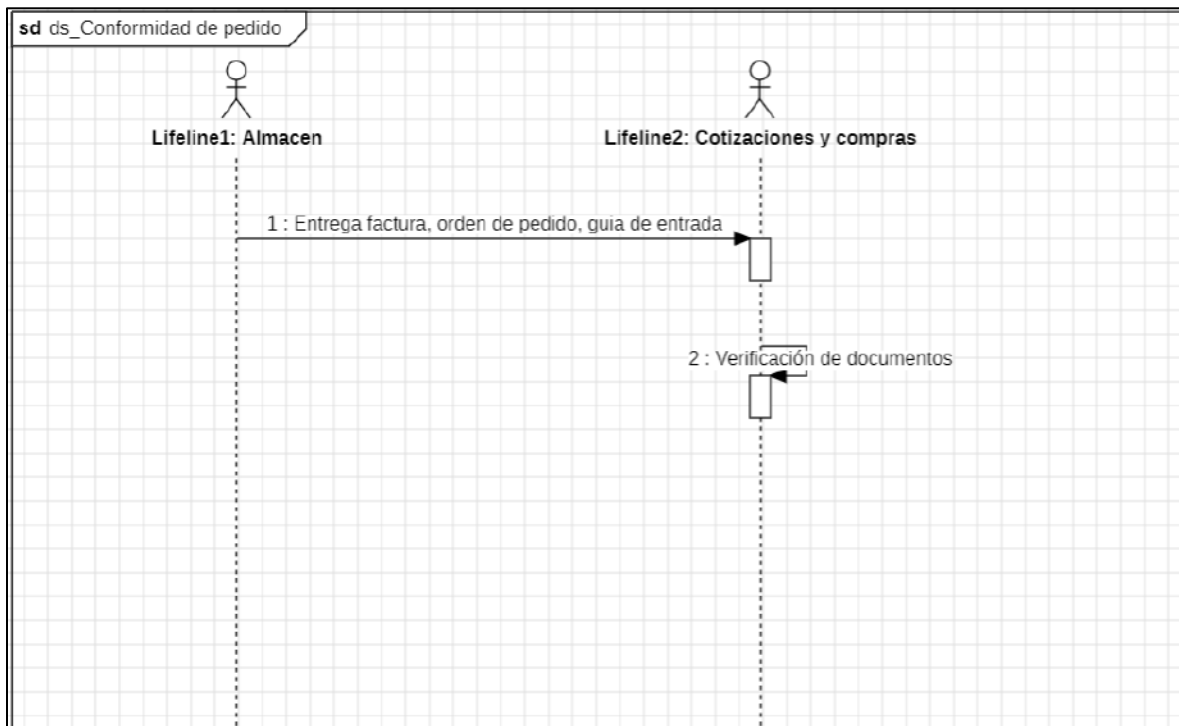 sd ds_Conformidad de pedido
Lifeline1: Almacen
Lifeline2: Cotizaciones y compras
1 : Entrega factura, orden de pedido, guia de entrada
2 : Verificación de documentos